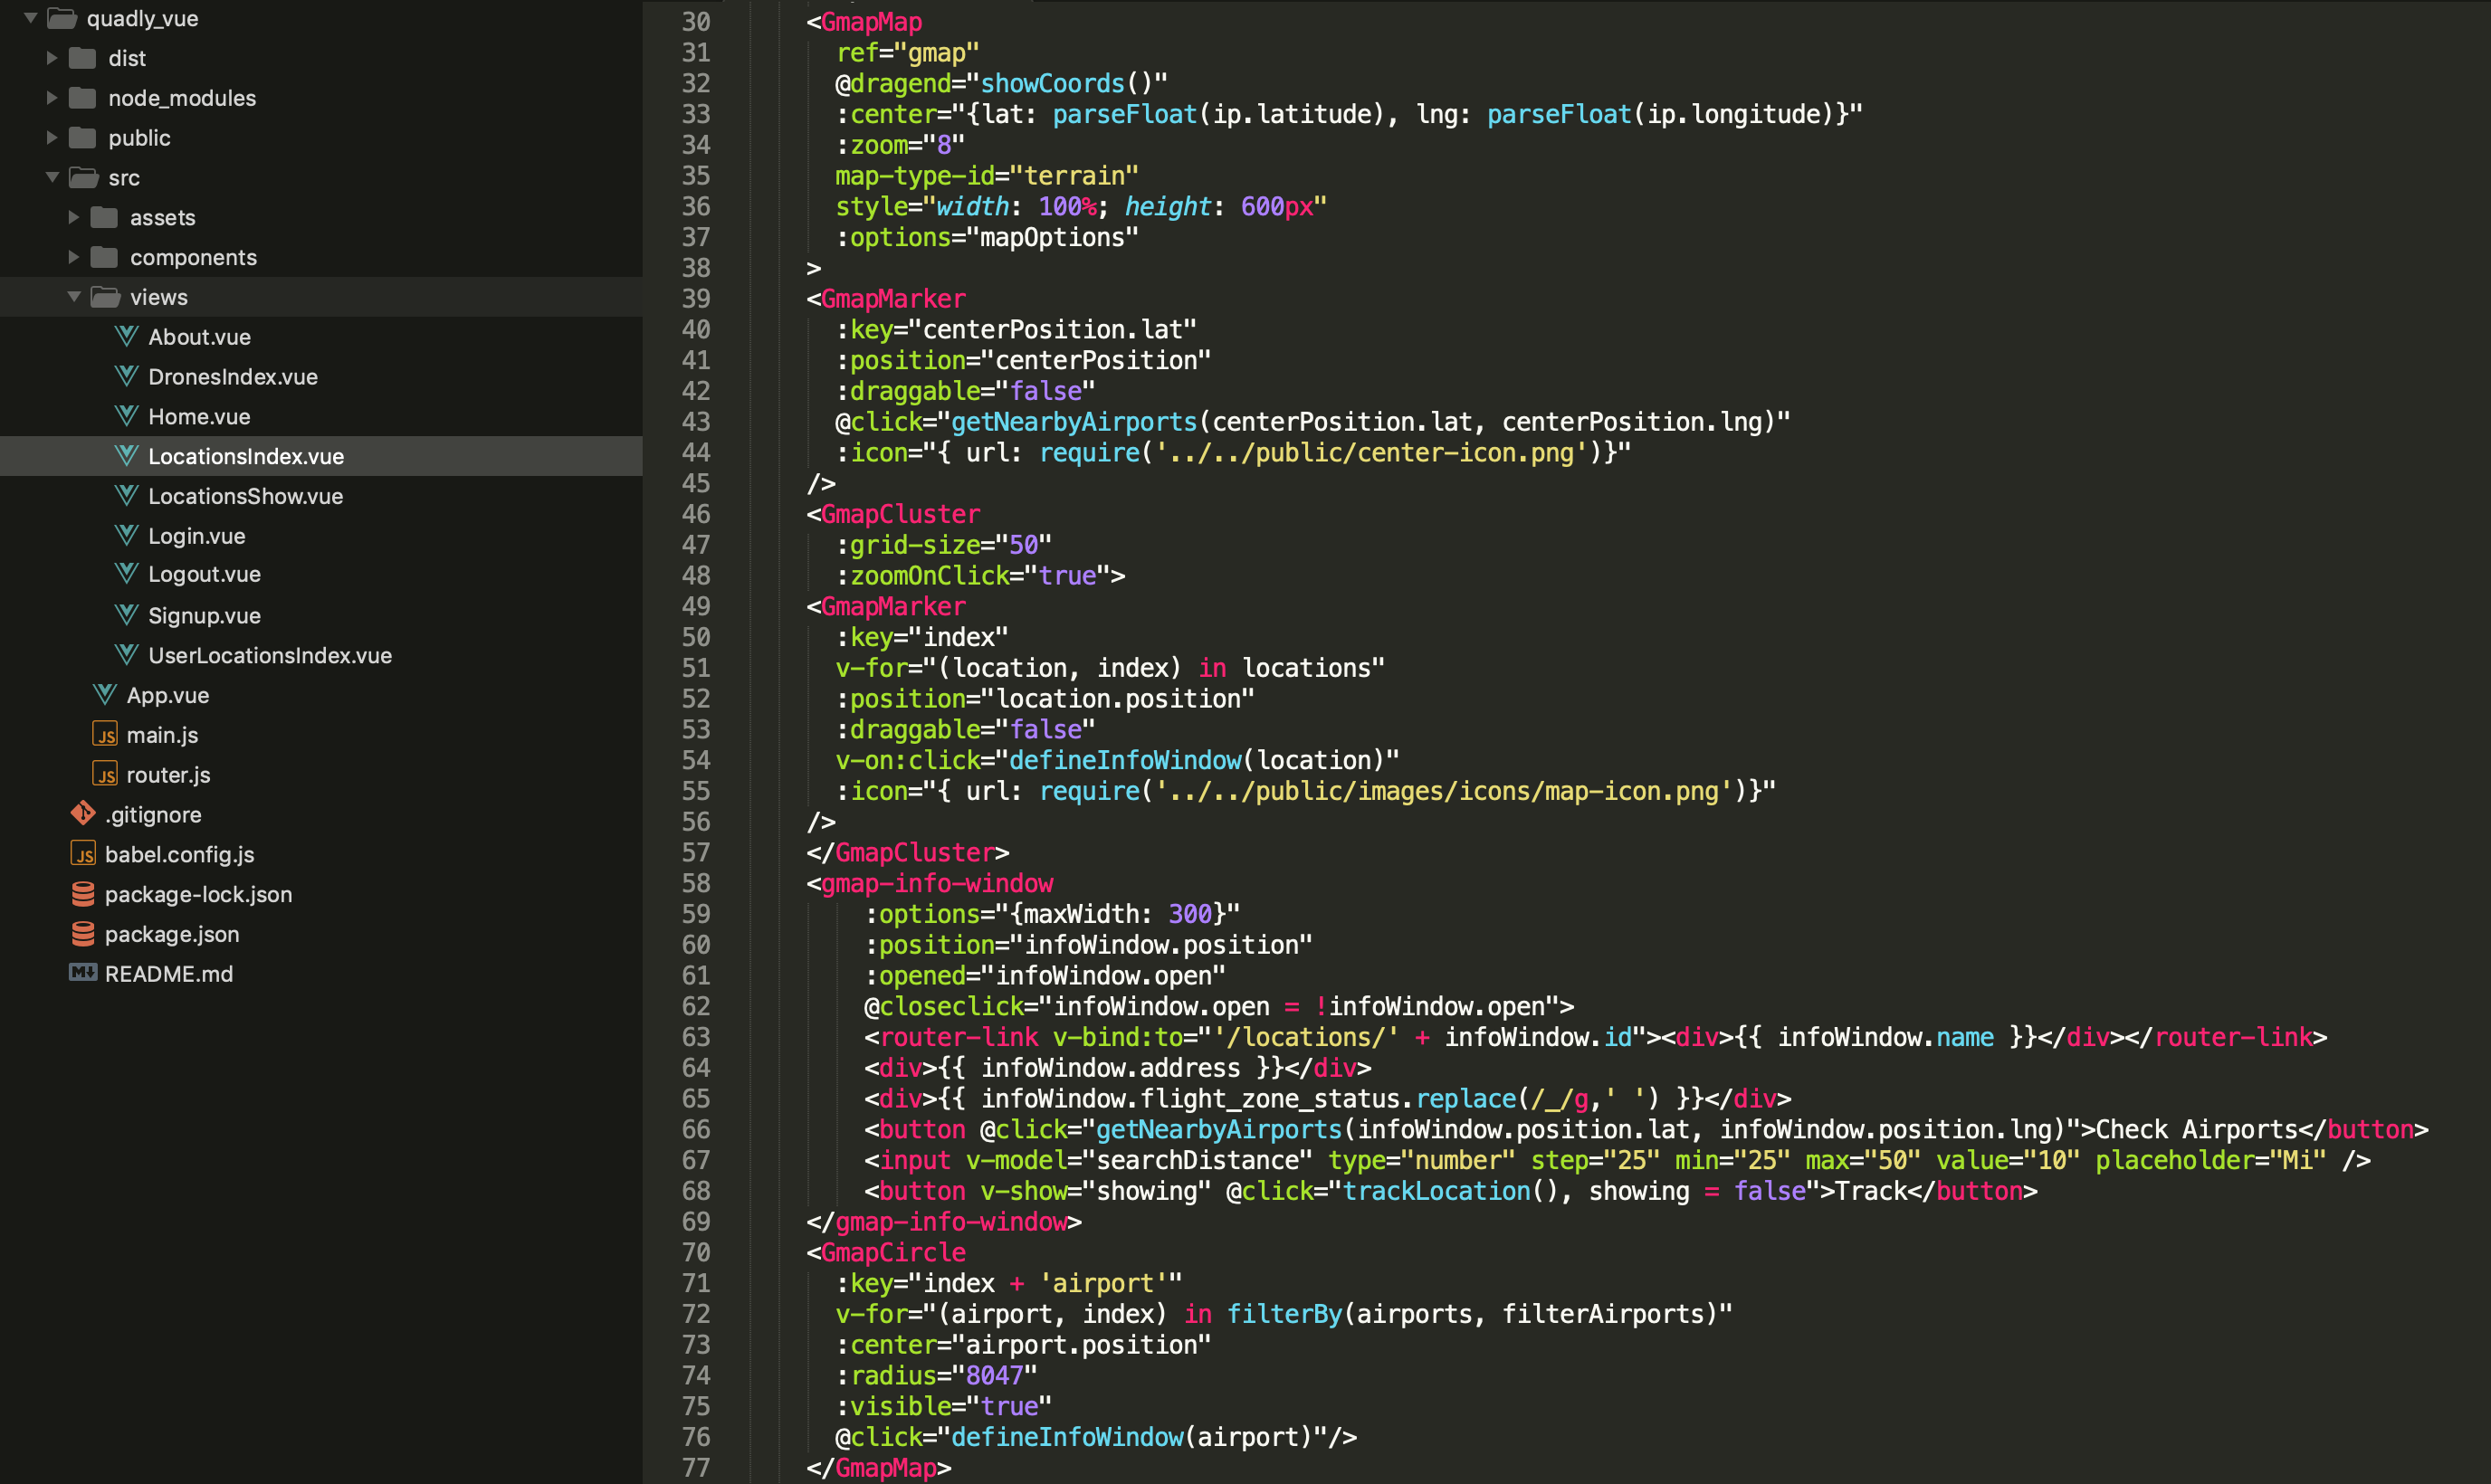 quadly_vue
dist
node_modules
public
src
assets
components
views
About.vue
DronesIndex.vue
Home.vue
LocationsIndex.vue
LocationsShow.vue
Login.vue
Logout.vue
Signup.vue
UserLocationsIndex.vue
App.vue
JS main.js
JS router.js
.gitignore
JS babel.config.js
package-lock.json
package.json
M README.md
30 <GmapMap
31 ref="gmap"
32 @dragend="showCoords()"
33 :center="{lat: parseFloat(ip.latitude), lng: parseFloat(ip.longitude)}"
34 :zoom="8"
35 map-type-id="terrain"
36 style="width: 100%; height: 600px"
37 :options="mapOptions"
38 >
39 <GmapMarker
40 :key="centerPosition.lat"
41 :position="centerPosition"
42 :draggable="false"
43 @click="getNearbyAirports(centerPosition.lat, centerPosition.lng)"
44 :icon="{ url: require('../../public/center-icon.png')}"
45 />
46 <GmapCluster
47 :grid-size="50"
48 :zoomOnClick="true">
49 <GmapMarker
50 :key="index"
51 v-for="(location, index) in locations"
52 :position="location.position"
53 :draggable="false"
54 v-on:click="defineInfoWindow(location)"
55 :icon="{ url: require('../../public/images/icons/map-icon.png')}"
56 />
57 </GmapCluster>
58 <gmap-info-window
59 :options="{maxWidth: 300}"
60 :position="infoWindow.position"
61 :opened="infoWindow.open"
62 @closeclick="infoWindow.open = !infoWindow.open">
63 <router-link v-bind:to="'/locations/' + infoWindow.id"><div>{{ infoWindow.name }}</div></router-link>
64 <div>{{ infoWindow.address }}</div>
65 <div>{{ infoWindow.flight_zone_status.replace(/_/g,' ') }}</div>
66 <button @click="getNearbyAirports(infoWindow.position.lat, infoWindow.position.lng)">Check Airports</button>
67 <input v-model="searchDistance" type="number" step="25" min="25" max="50" value="10" placeholder="Mi" />
68 <button v-show="showing" @click="trackLocation(), showing = false">Track</button>
69 </gmap-info-window>
70 <GmapCircle
71 :key="index + 'airport'"
72 v-for="(airport, index) in filterBy(airports, filterAirports)"
73 :center="airport.position"
74 :radius="8047"
75 :visible="true"
76 @click="defineInfoWindow(airport)"/>
77 </GmapMap>